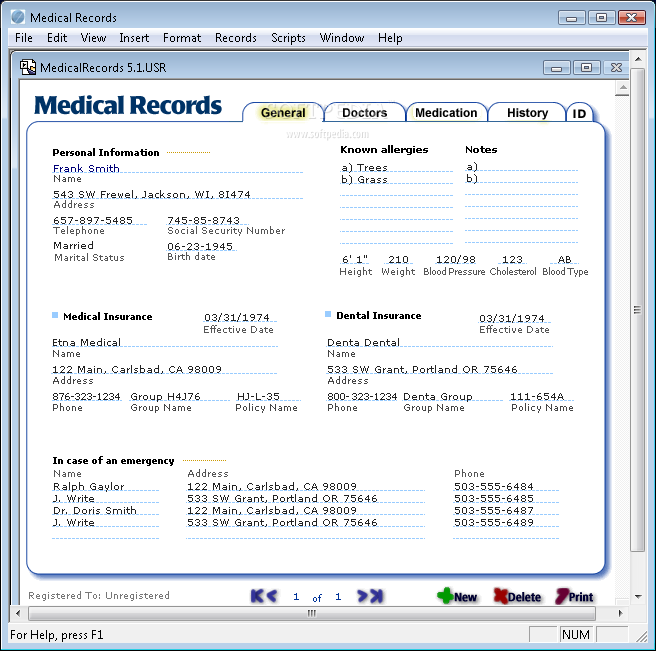 Medical Records
File Edit View Insert Format Records Scripts Window Help
MedicalRecords 5.1.USR
Medical Records
General Doctors Medication History ID
www.softpedia.com
Personal Information
Known allergies Notes
Frank Smith
Name
a) Trees a)
b) Grass b)
543 SW Frewel, Jackson, WI, 8I474
Address
657-897-5485 745-85-8743
Telephone Social Security Number
Married 06-23-1945
Marital Status Birth date
6' 1" 210 120/98 123 AB
Height Weight Blood Pressure Cholesterol Blood Type
Medical Insurance 03/31/1974
Effective Date
Etna Medical
Name
122 Main, Carlsbad, CA 98009
Address
876-323-1234 Group H4J76 HJ-L-35
Phone Group Name Policy Name
Dental Insurance 03/31/1974
Effective Date
Denta Dental
Name
533 SW Grant, Portland OR 75646
Address
800-323-1234 Denta Group 111-654A
Phone Group Name Policy Name
In case of an emergency
Name Address Phone
Ralph Gaylor 122 Main, Carlsbad, CA 98009 503-555-6484
J. Write 533 SW Grant, Portland OR 75646 503-555-6485
Dr. Doris Smith 122 Main, Carlsbad, CA 98009 503-555-6487
J. Write 533 SW Grant, Portland OR 75646 503-555-6489
Registered To: Unregistered 1 of 1 New Delete Print
For Help, press F1 NUM